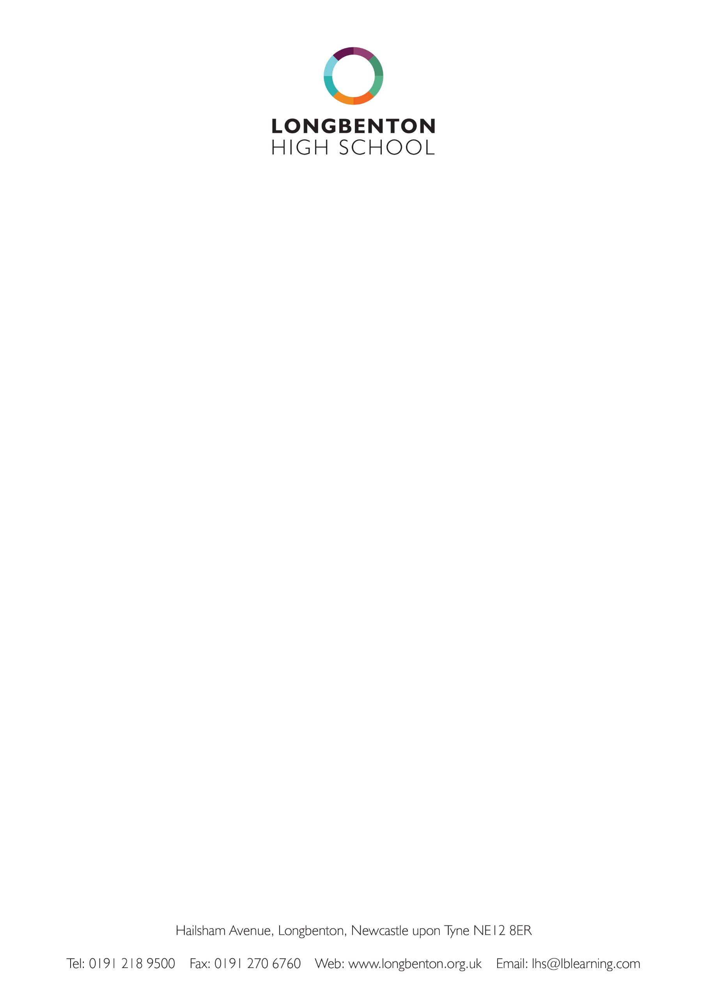 LONGBENTON
HIGH SCHOOL
Hailsham Avenue, Longbenton, Newcastle upon Tyne NE12 8ER
Tel: 0191 218 9500 Fax: 0191 270 6760 Web: www.longbenton.org.uk Email: lhs@lblearning.com